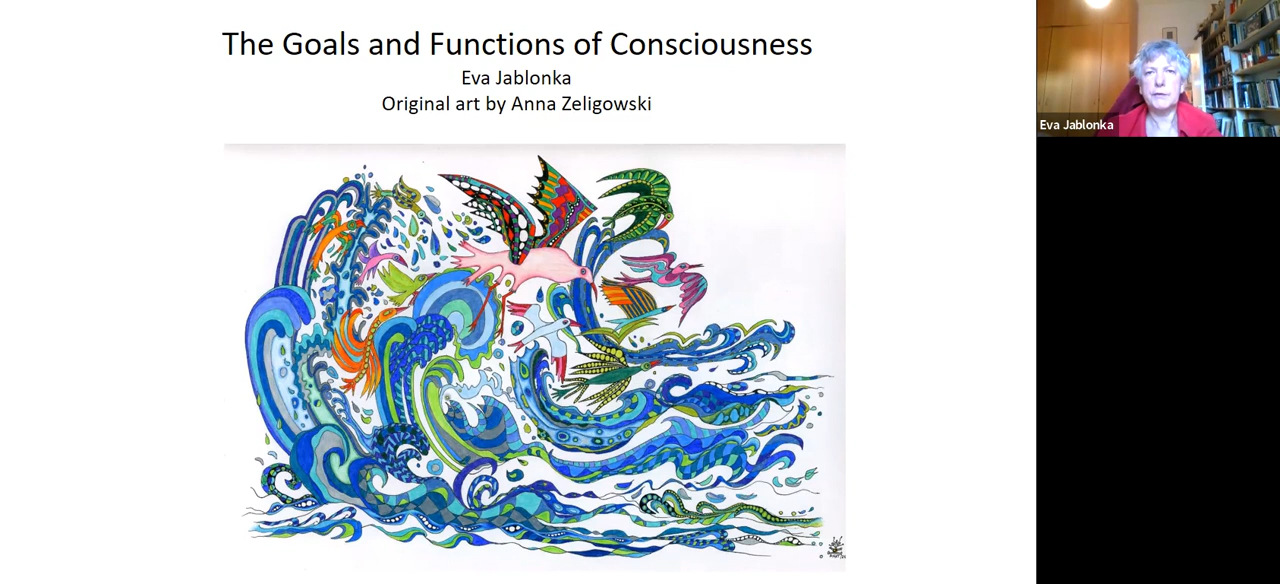 The Goals and Functions of Consciousness
Eva Jablonka
Original art by Anna Zeligowski
Eva Jablonka